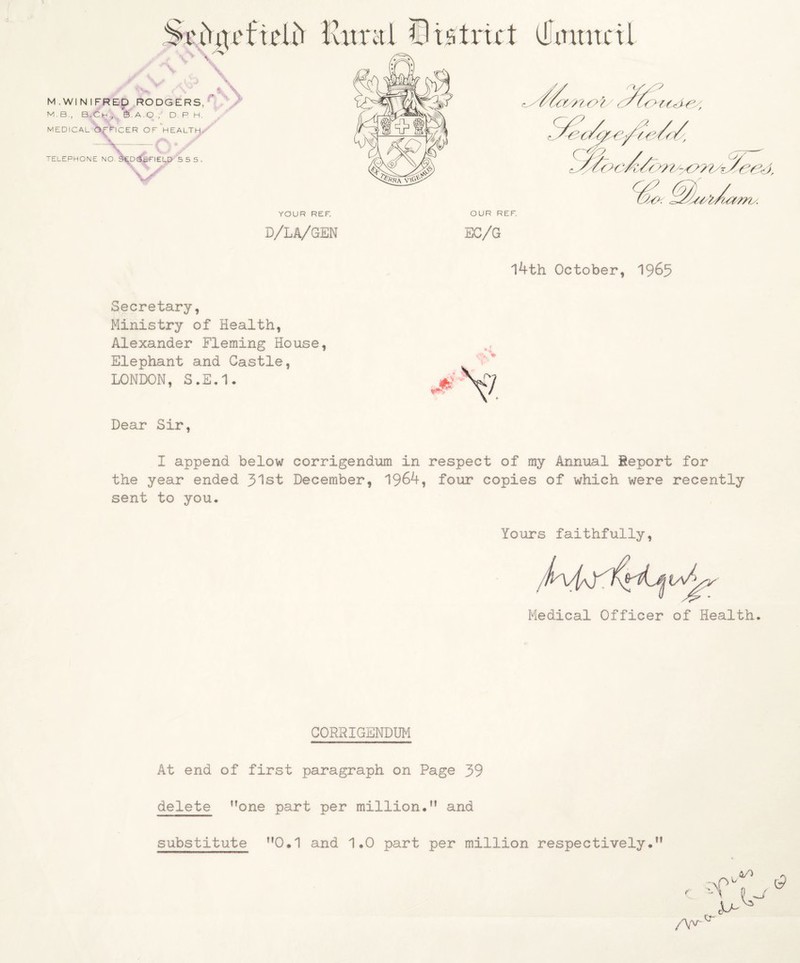 Sedgefield Rural District Council
M.WINIFRED RODGERS,
M.B., B.CH., B.A.O., D.P.H.
MEDICAL OFFICER OF HEALTH
TELEPHONE NO. SEDGEFIELD 555.
EX TERRA VIGEMUS
Manor House,
Sedgefield,
Stockton-on-Tees,
Co. Durham.
YOUR REF.
D/LA/GEN
OUR REF.
EC/G
14th October, 1965
Secretary,
Ministry of Health,
Alexander Fleming House,
Elephant and Castle,
LONDON, S.E.1.
Dear Sir,
I append below corrigendum in respect of my Annual Report for
the year ended 31st December, 1964, four copies of which were recently
sent to you.
Yours faithfully,
Medical Officer of Health.
CORRIGENDUM
At end of first paragraph on Page 39
delete "one part per million." and
substitute "0.1 and 1.0 part per million respectively."